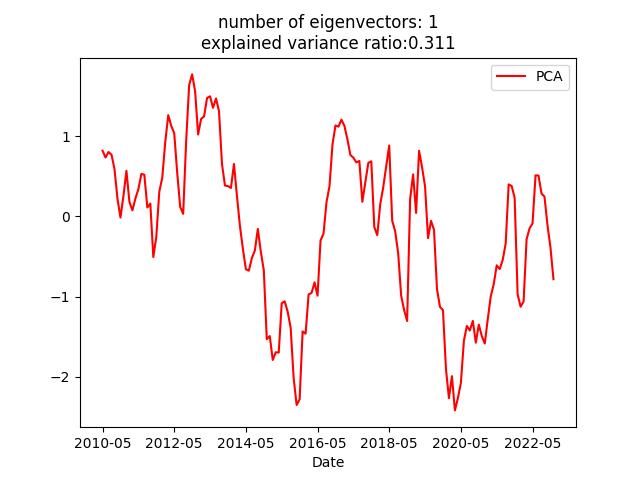 number of eigenvectors: 1
explained variance ratio:0.311
PCA
1
0
−1
−2
2010-05 2012-05 2014-05 2016-05 2018-05 2020-05 2022-05
Date